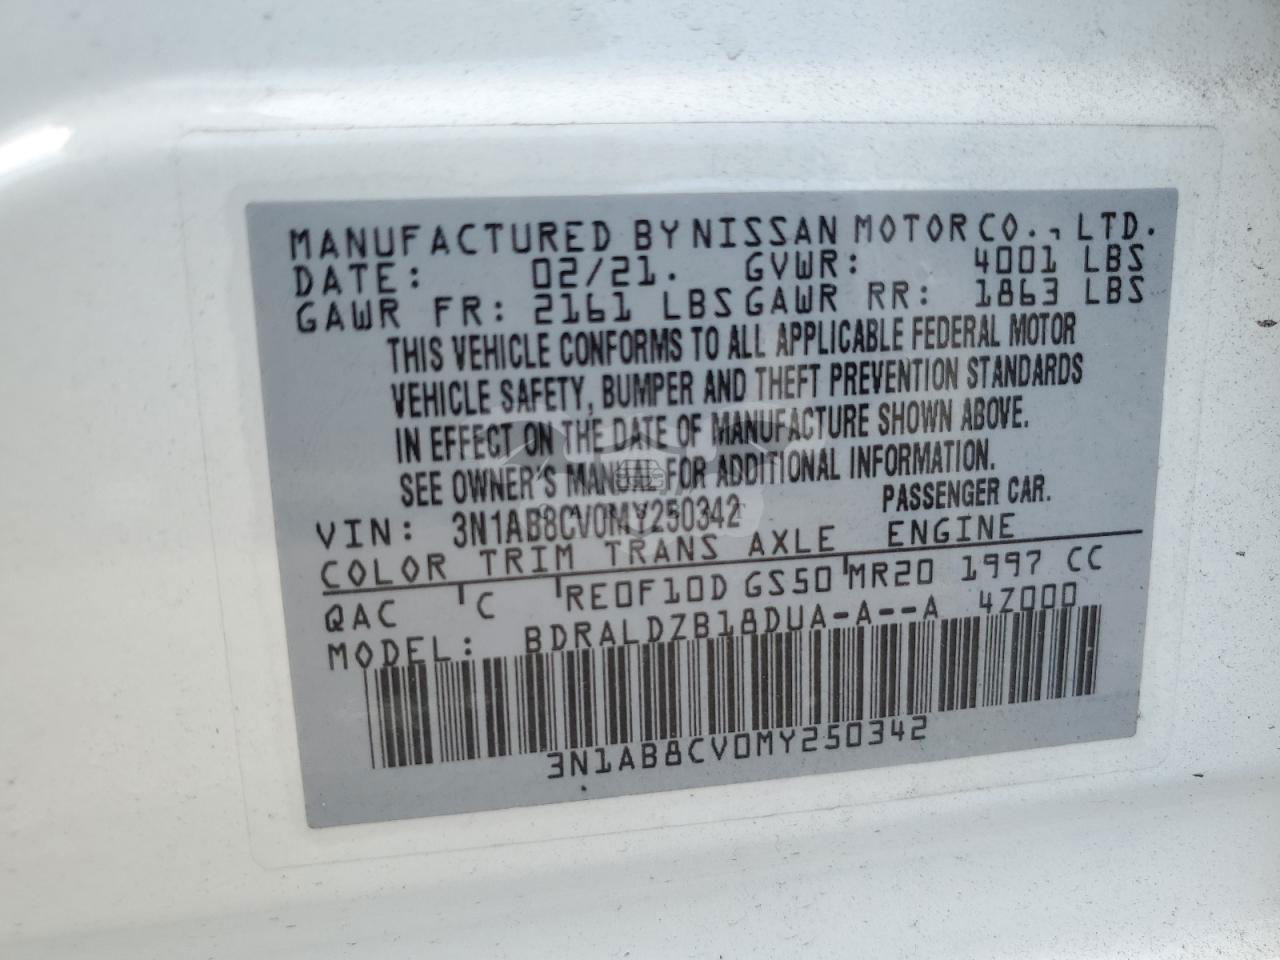 MANUFACTURED BY NISSAN MOTOR CO., LTD.
DATE: 02/21. GVWR: 4001 LBS
GAWR FR: 2161 LBS GAWR RR: 1863 LBS
THIS VEHICLE CONFORMS TO ALL APPLICABLE FEDERAL MOTOR
VEHICLE SAFETY, BUMPER AND THEFT PREVENTION STANDARDS
IN EFFECT ON THE DATE OF MANUFACTURE SHOWN ABOVE.
SEE OWNER'S MANUAL FOR ADDITIONAL INFORMATION.
VIN: 3N1AB8CV0MY250342 PASSENGER CAR.
COLOR TRIM TRANS AXLE ENGINE
QAC C RE0F10D GS50 MR20 1997 CC
MODEL: BDRALDZB18DUA-A--A 4Z000
3N1AB8CV0MY250342